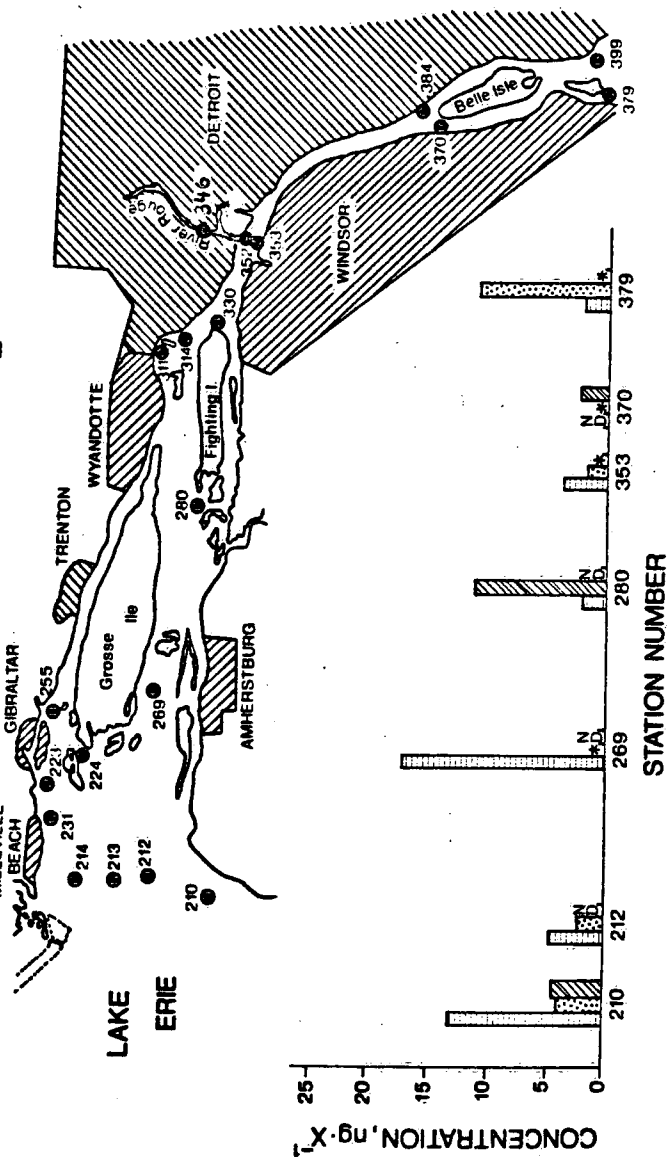 MILLEVILLE
BEACH
GIBRALTAR
TRENTON
WYANDOTTE
DETROIT
River Rouge
WINDSOR
Belle Isle
Fighting I.
Grosse
Ile
AMHERSTBURG
LAKE
ERIE
231
223
224
255
214
213
212
210
269
280
311
314
330
346
352
353
384
370
399
379
CONCENTRATION, ng·X⁻¹
25
20
15
10
5
0
N
D
* N
D
N
D
*
N
D *
*
210
212
269
280
353
370
379
STATION NUMBER